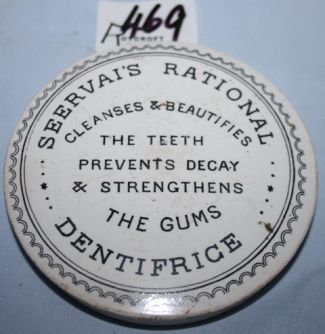 469
SEERVAI'S RATIONAL
CLEANSES & BEAUTIFIES
THE TEETH
PREVENTS DECAY
& STRENGTHENS
THE GUMS
DENTIFRICE